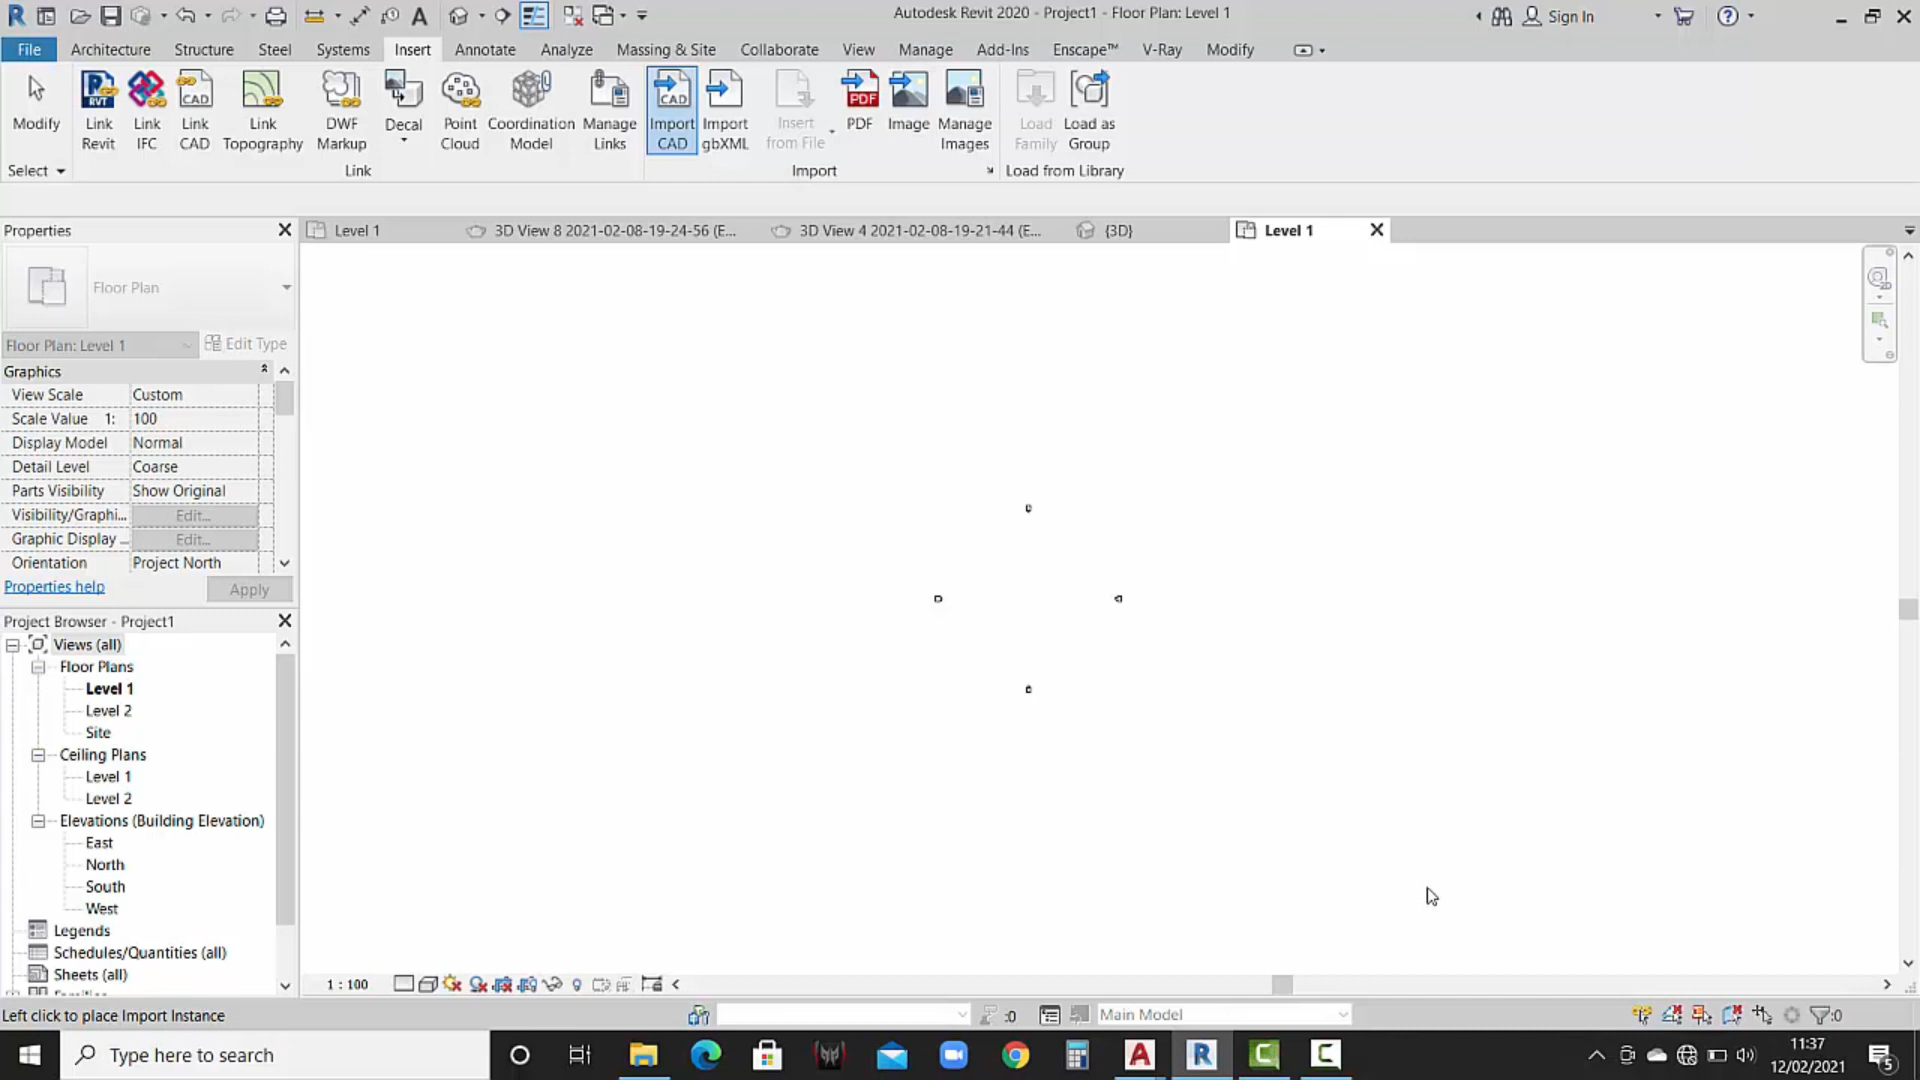 Autodesk Revit 2020 - Project1 - Floor Plan: Level 1
Sign In
File Architecture Structure Steel Systems Insert Annotate Analyze Massing & Site Collaborate View Manage Add-Ins Enscape™ V-Ray Modify
Modify
Link Revit
Link IFC
Link CAD
Link Topography
DWF Markup
Decal
Point Cloud
Coordination Model
Manage Links
Import CAD
Import gbXML
Insert from File
PDF
Image
Manage Images
Load Family
Load as Group
Select Link Import Load from Library
Properties
Level 1
3D View 8 2021-02-08-19-24-56 (E...
3D View 4 2021-02-08-19-21-44 (E...
{3D}
Level 1
Floor Plan
Floor Plan: Level 1
Edit Type
Graphics
View Scale Custom
Scale Value 1: 100
Display Model Normal
Detail Level Coarse
Parts Visibility Show Original
Visibility/Graphi... Edit...
Graphic Display ... Edit...
Orientation Project North
Properties help Apply
Project Browser - Project1
Views (all)
Floor Plans
Level 1
Level 2
Site
Ceiling Plans
Level 1
Level 2
Elevations (Building Elevation)
East
North
South
West
Legends
Schedules/Quantities (all)
Sheets (all)
1 : 100
Left click to place Import Instance
:0
Main Model
:0
Type here to search
11:37
12/02/2021
5